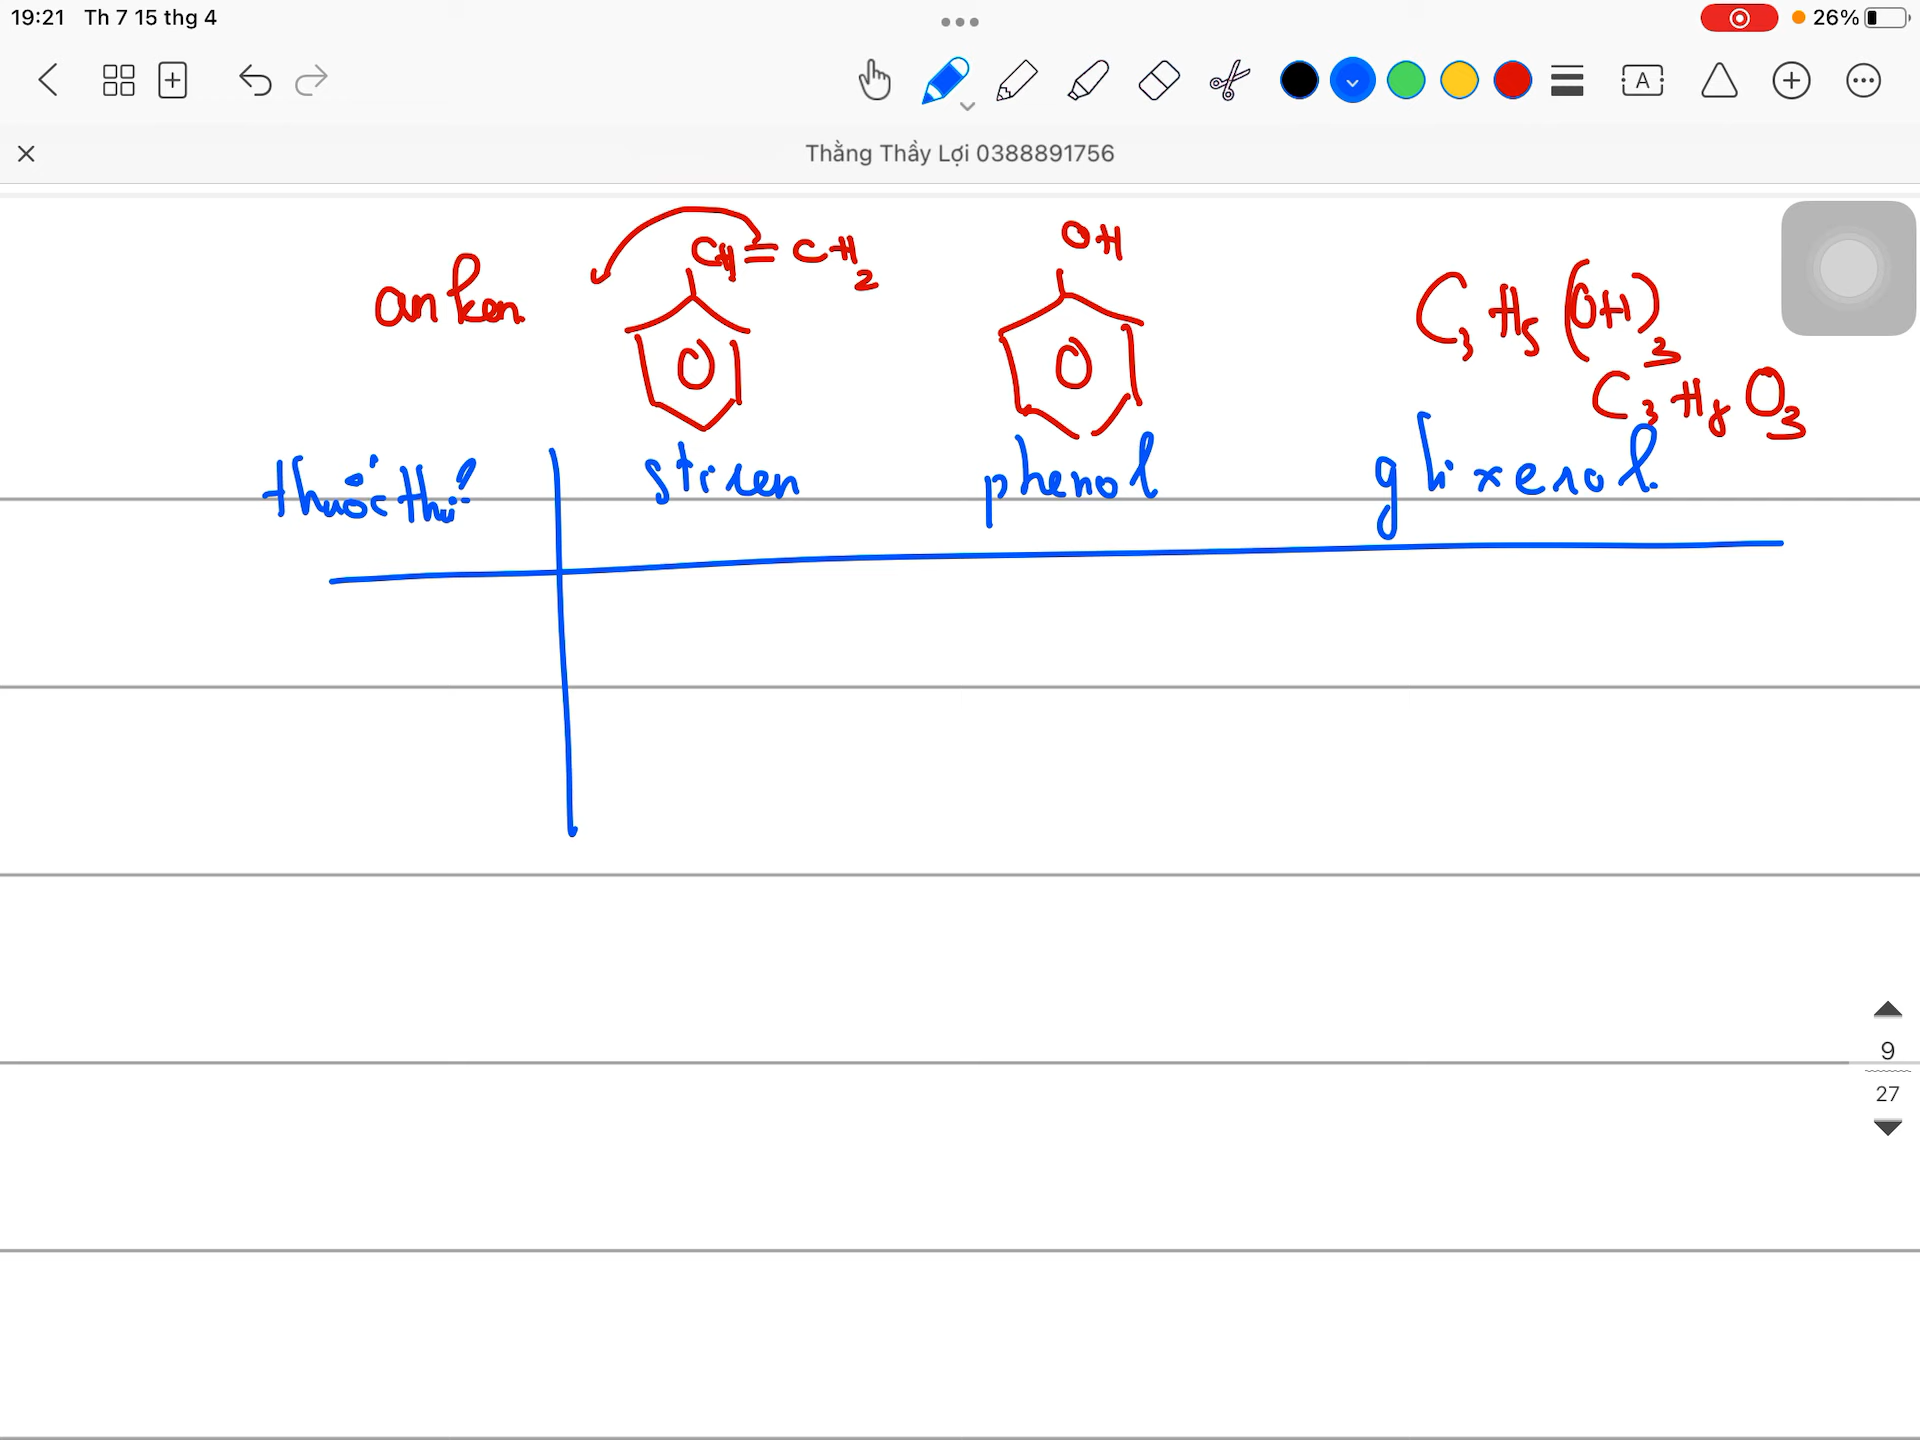 19:21 Th 7 15 thg 4 26%
A
Thằng Thầy Lợi 0388891756
anken
CH=CH2
OH
C3H5(OH)3
C3H8O3
thuốc thử stiren phenol glixerol
9
27